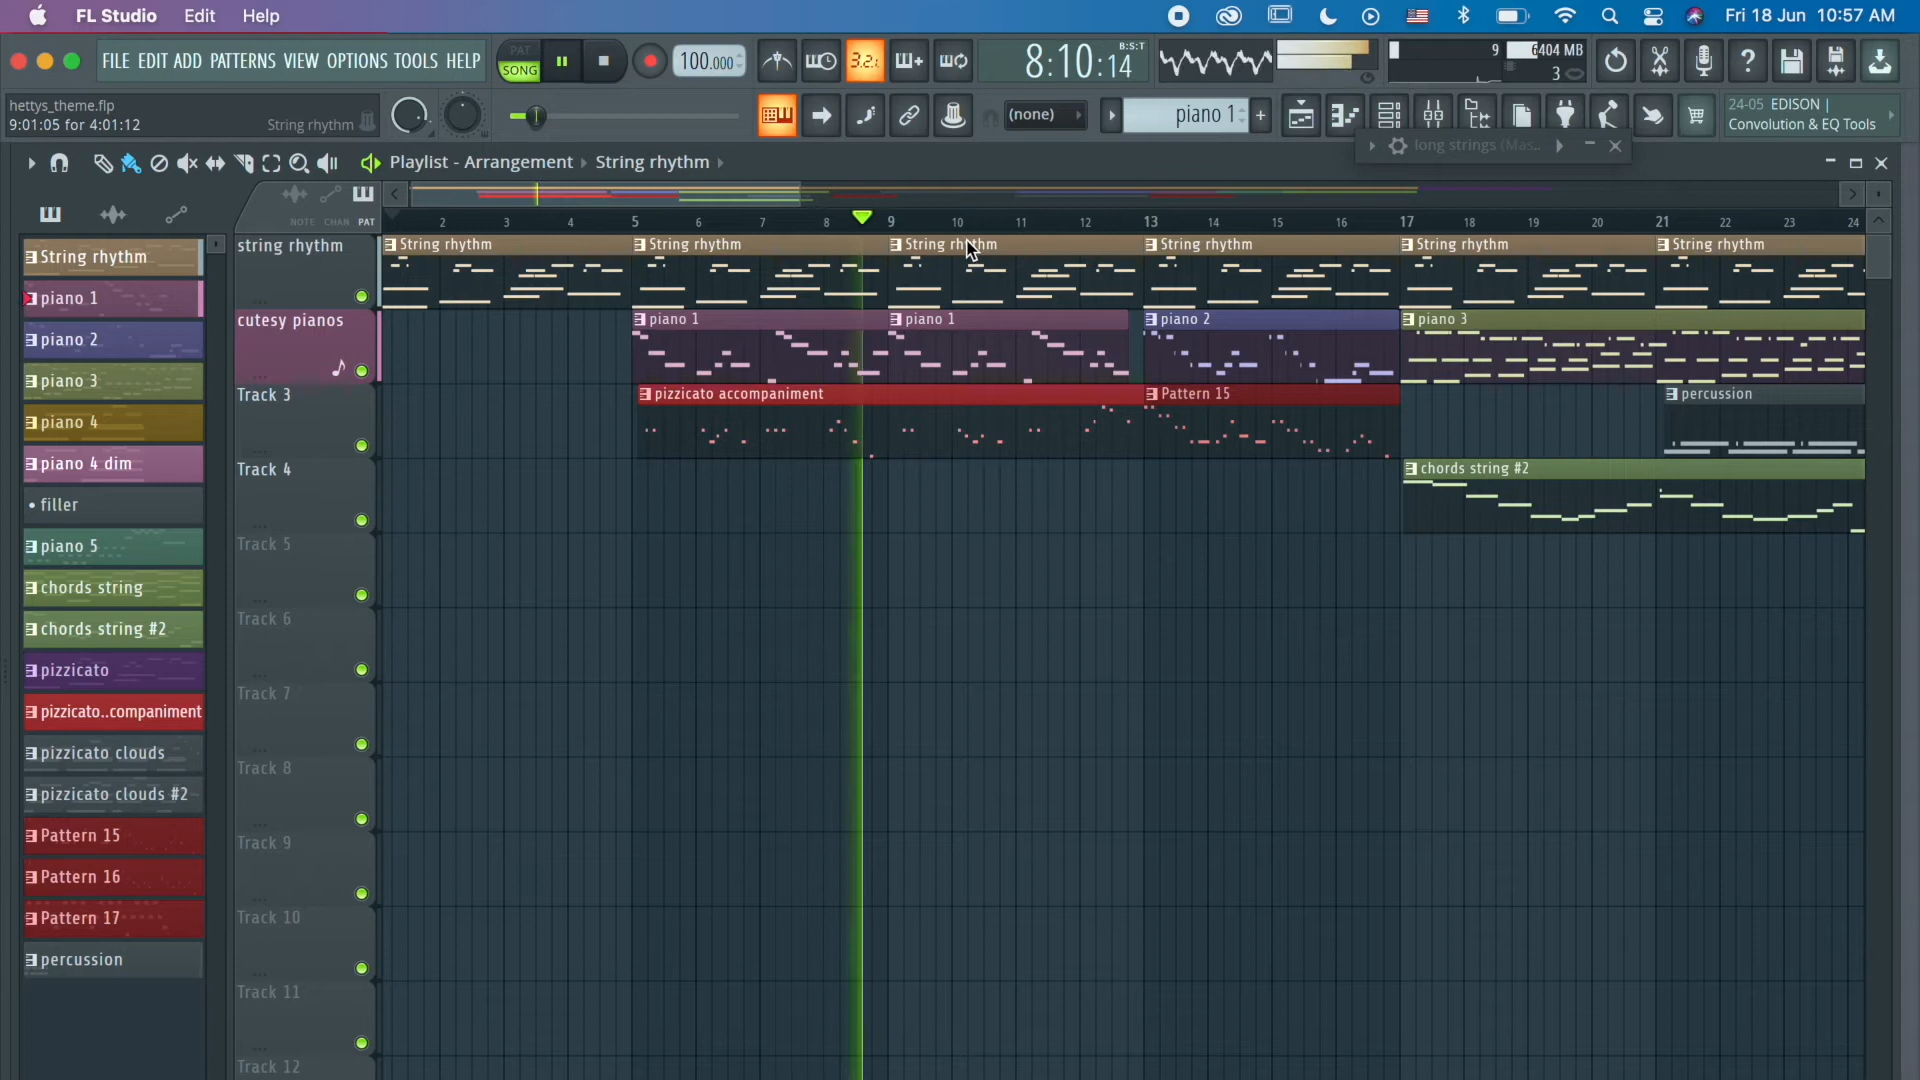 FL Studio Edit Help Fri 18 Jun 10:57 AM
FILE EDIT ADD PATTERNS VIEW OPTIONS TOOLS HELP
PAT
SONG
100.000
3.2.
8:10:14
B:S:T
9
6404 MB
3
hettys_theme.flp
9:01:05 for 4:01:12
String rhythm
(none)
piano 1
24-05 EDISON |
Convolution & EQ Tools
long strings (Mas..
Playlist - Arrangement String rhythm
NOTE CHAN PAT
2 3 4 5 6 7 8 9 10 11 12 13 14 15 16 17 18 19 20 21 22 23 24
String rhythm
piano 1
piano 2
piano 3
piano 4
piano 4 dim
filler
piano 5
chords string
chords string #2
pizzicato
pizzicato..companiment
pizzicato clouds
pizzicato clouds #2
Pattern 15
Pattern 16
Pattern 17
percussion
string rhythm
String rhythm String rhythm String rhythm String rhythm String rhythm String rhythm
cutesy pianos
piano 1 piano 1 piano 2 piano 3
Track 3
pizzicato accompaniment Pattern 15 percussion
Track 4
chords string #2
Track 5
Track 6
Track 7
Track 8
Track 9
Track 10
Track 11
Track 12